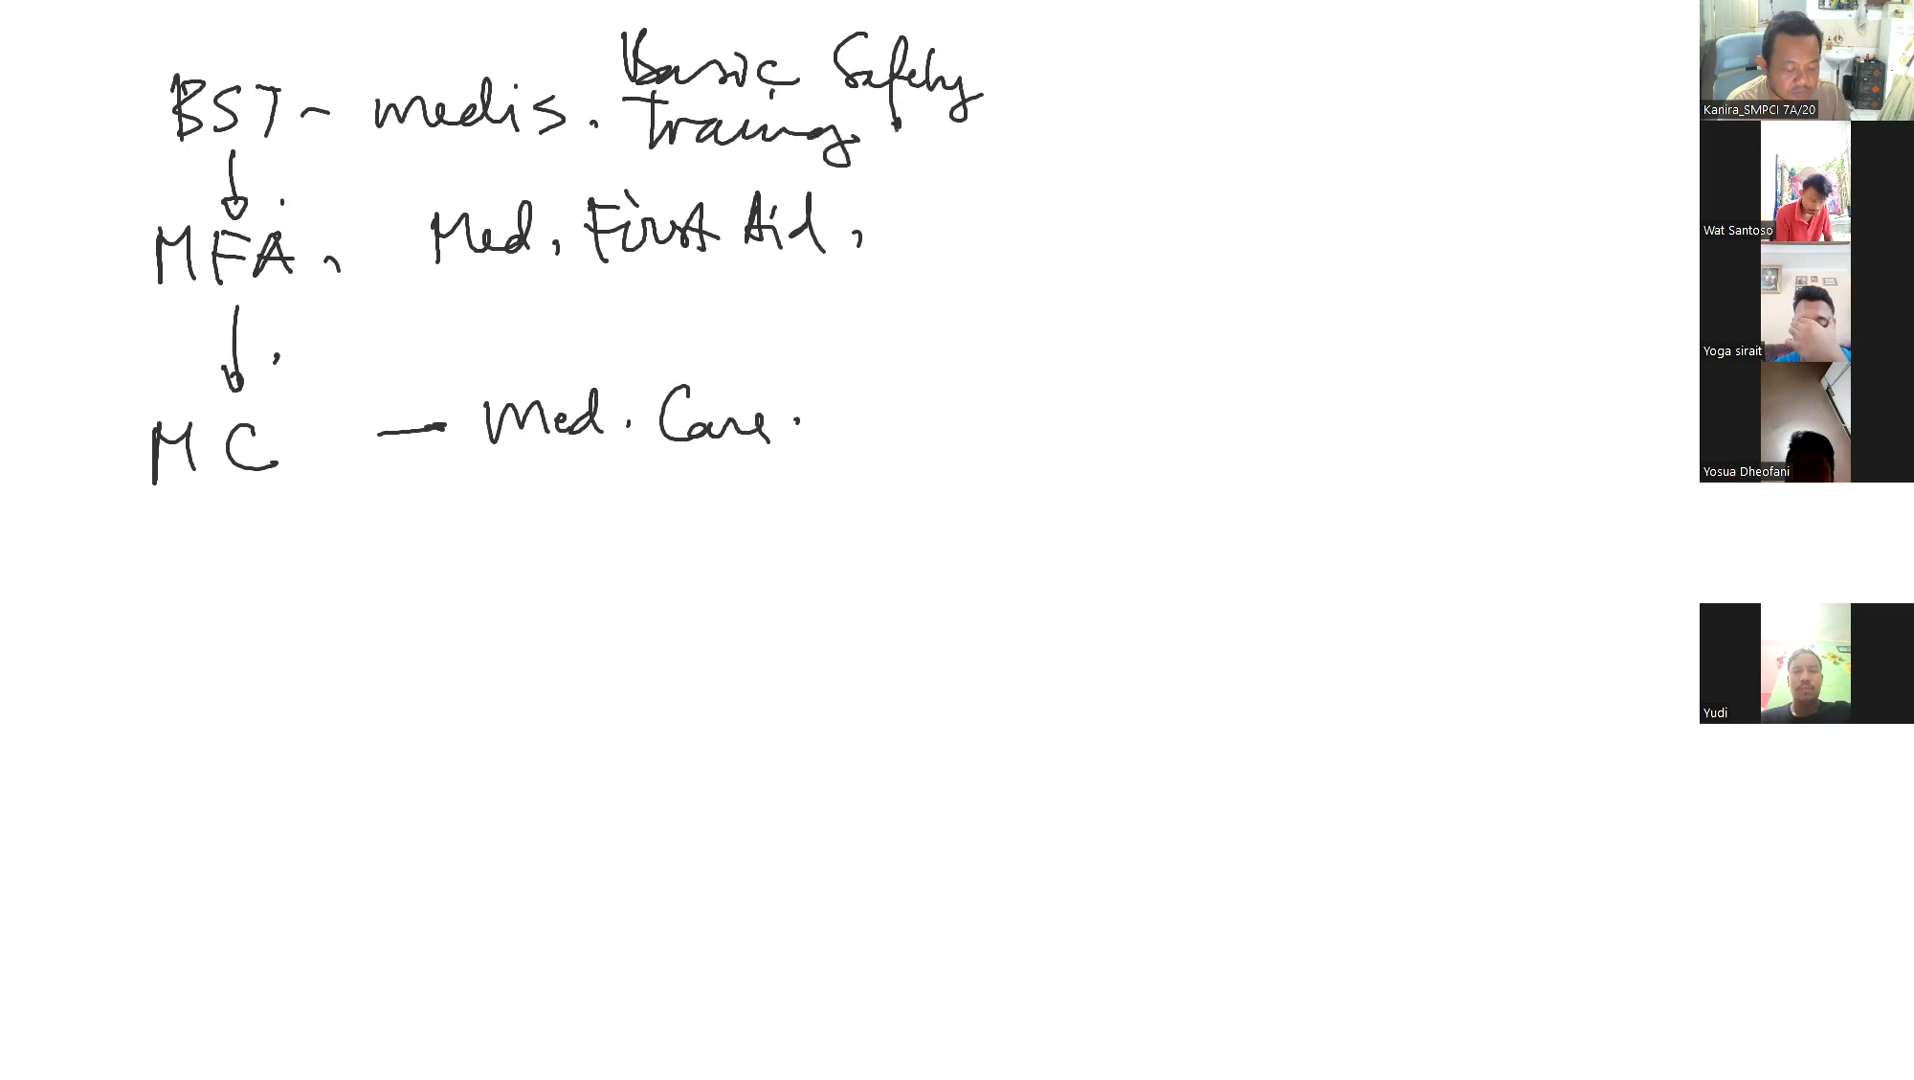 Basic Safety
BST - medis. Traning.
MFA, Med. First Aid,
MC - Med. Care.
Kanira_SMPCI 7A/20
Wat Santoso
Yoga sirait
Yosua Dheofani
Yudi